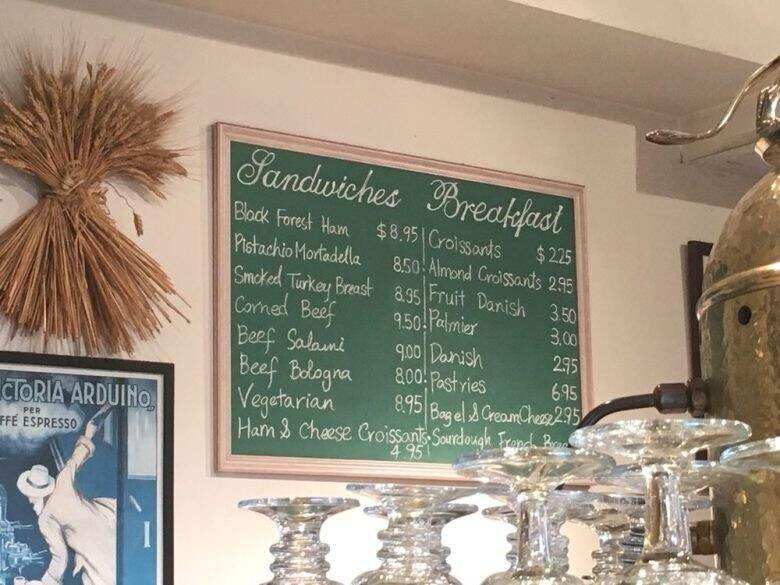 Sandwiches
Black Forest Ham $8.95
Pistachio Mortadella 8.50
Smoked Turkey Breast 8.95
Corned Beef 9.50
Beef Salami 9.00
Beef Bologna 8.00
Vegetarian 8.95
Ham & Cheese Croissants
4.95
Breakfast
Croissants $2.25
Almond Croissants 2.95
Fruit Danish 3.50
Palmier 3.00
Danish 2.95
Pastries 6.95
Bagel & Cream Cheese 2.95
Sourdough French
CTORIA ARDUINO
PER
FFÉ ESPRESSO